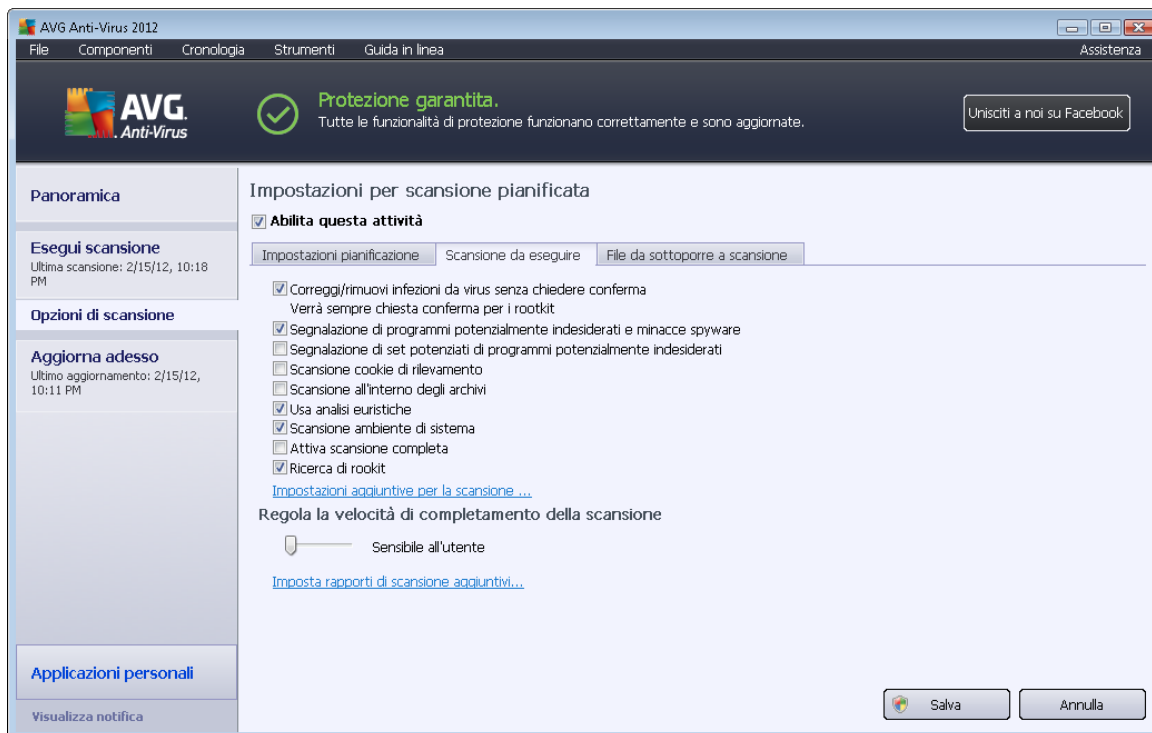 AVG Anti-Virus 2012
File Componenti Cronologia Strumenti Guida in linea Assistenza
AVG.
Anti-Virus
Protezione garantita.
Tutte le funzionalità di protezione funzionano correttamente e sono aggiornate.
Unisciti a noi su Facebook
Panoramica
Esegui scansione
Ultima scansione: 2/15/12, 10:18
PM
Opzioni di scansione
Aggiorna adesso
Ultimo aggiornamento: 2/15/12,
10:11 PM
Applicazioni personali
Visualizza notifica
Impostazioni per scansione pianificata
Abilita questa attività
Impostazioni pianificazione Scansione da eseguire File da sottoporre a scansione
Correggi/rimuovi infezioni da virus senza chiedere conferma
Verrà sempre chiesta conferma per i rootkit
Segnalazione di programmi potenzialmente indesiderati e minacce spyware
Segnalazione di set potenziati di programmi potenzialmente indesiderati
Scansione cookie di rilevamento
Scansione all'interno degli archivi
Usa analisi euristiche
Scansione ambiente di sistema
Attiva scansione completa
Ricerca di rookit
Impostazioni aggiuntive per la scansione ...
Regola la velocità di completamento della scansione
Sensibile all'utente
Imposta rapporti di scansione aggiuntivi...
Salva Annulla